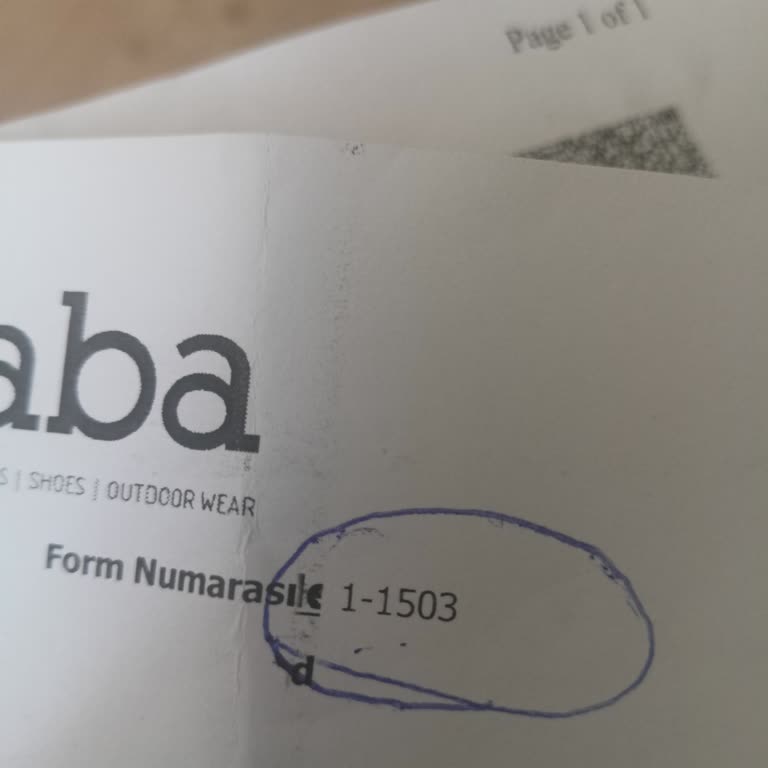 Page 1 of 1
aba
S | SHOES | OUTDOOR WEAR
Form Numarası 1-1503
d